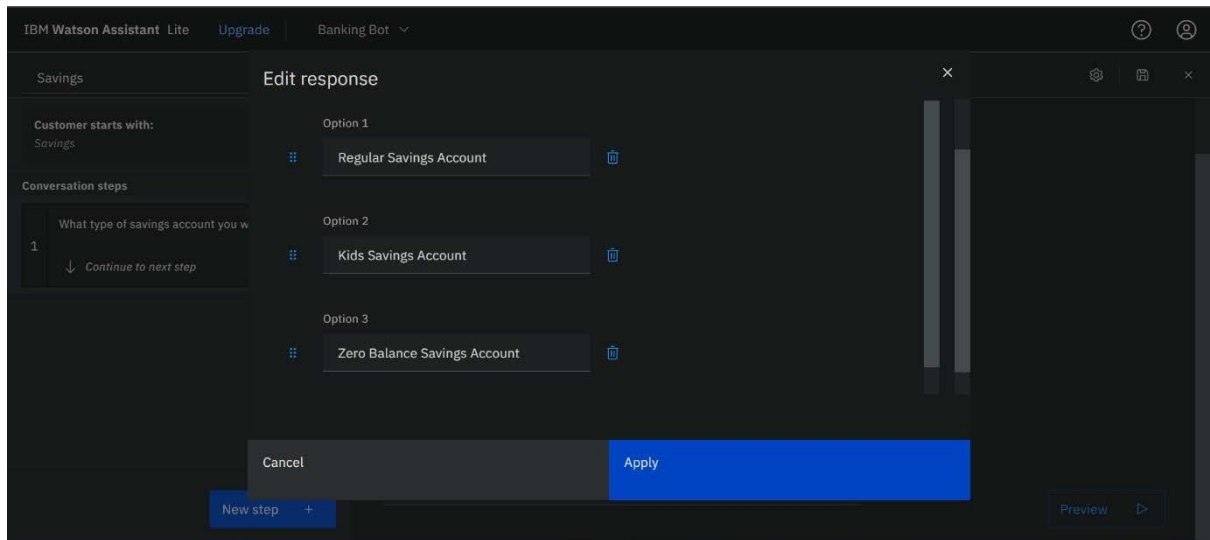 IBM Watson Assistant Lite Upgrade Banking Bot
Savings
Edit response
Customer starts with:
Savings
Conversation steps
1
What type of savings account you w
Continue to next step
Option 1
Regular Savings Account
Option 2
Kids Savings Account
Option 3
Zero Balance Savings Account
Cancel
Apply
New step +
Preview